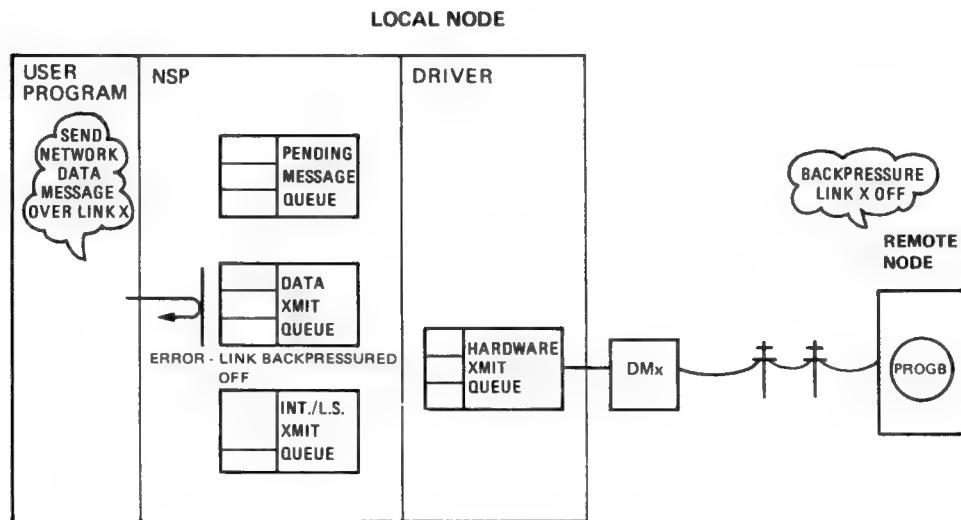 LOCAL NODE
USER
PROGRAM
NSP
DRIVER
SEND
NETWORK
DATA
MESSAGE
OVER LINK X
PENDING
MESSAGE
QUEUE
BACKPRESSURE
LINK X OFF
REMOTE
NODE
DATA
XMIT
QUEUE
ERROR - LINK BACKPRESSURED
OFF
HARDWARE
XMIT
QUEUE
DMx
PROGB
INT./L.S.
XMIT
QUEUE